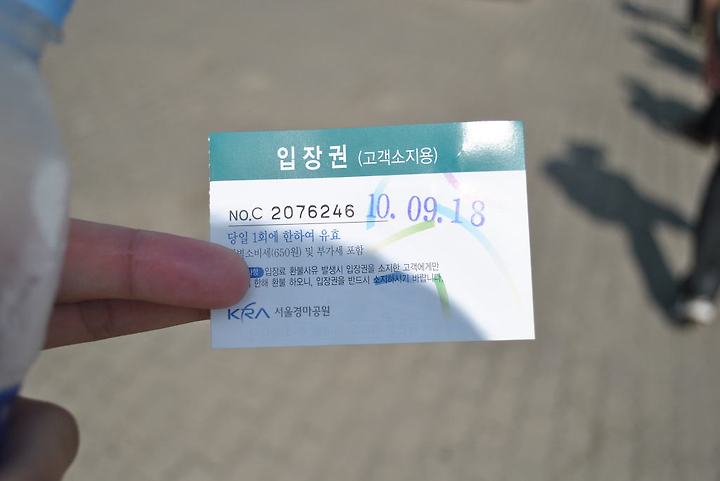 입장권 (고객소지용)
NO.C 2076246 10. 09. 18
당일 1회에 한하여 유효
별소비세(650원) 및 부가세 포함
입장료 환불사유 발생시 입장권을 소지한 고객에게만
한해 환불 하오니, 입장권을 반드시 소지하시기 바랍니다.
KRA 서울경마공원